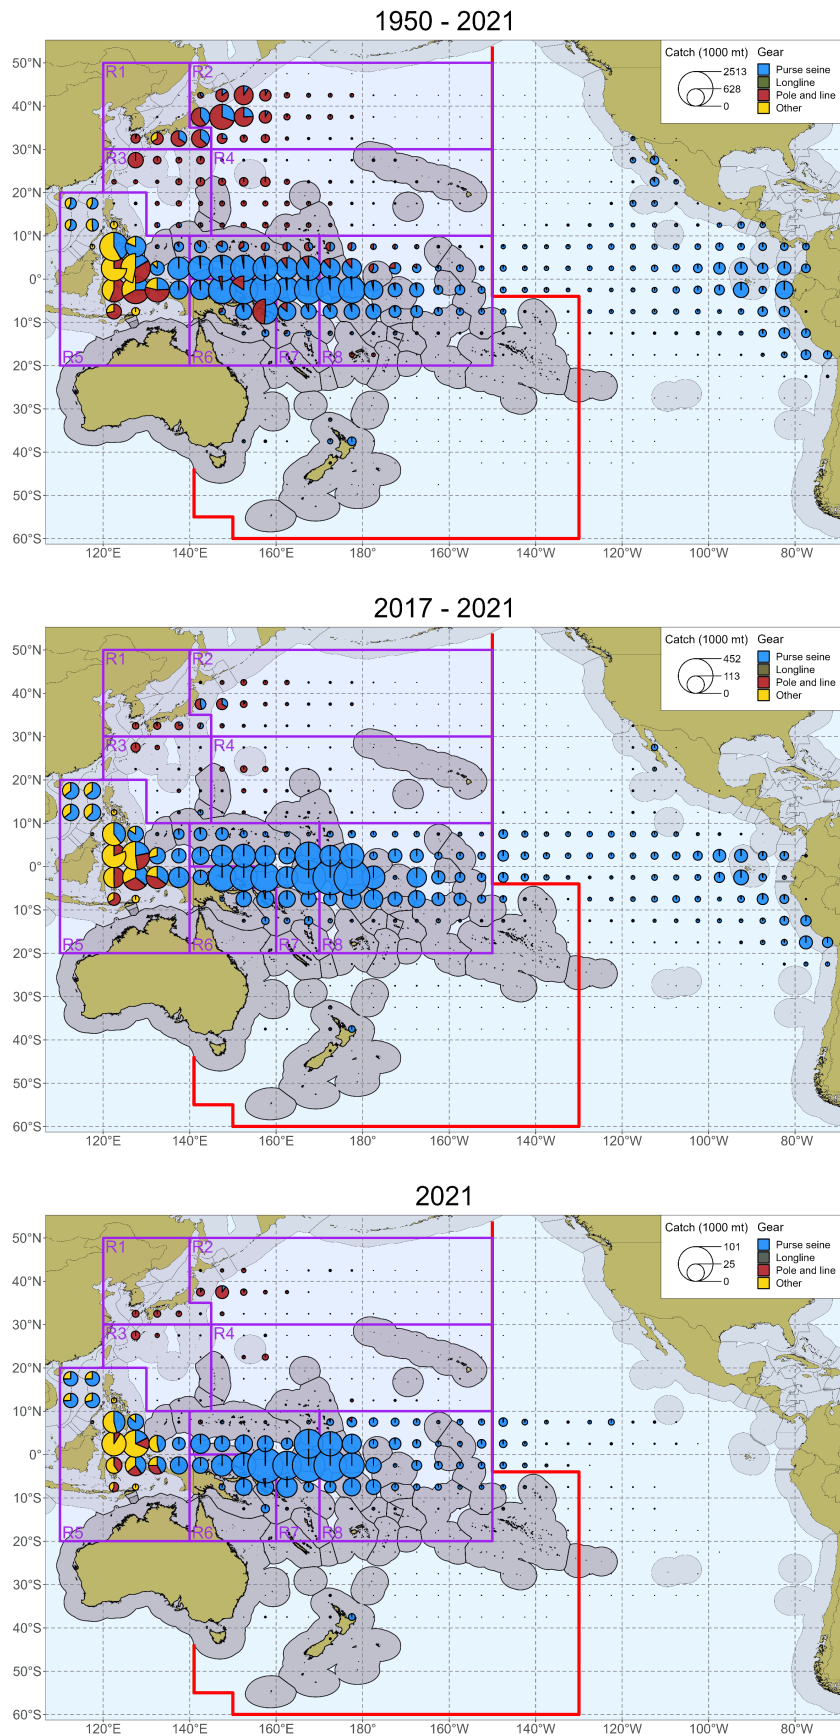 1950 - 2021
50°N
40°N
30°N
20°N
10°N
0°
10°S
20°S
30°S
40°S
50°S
60°S
120°E
140°E
160°E
180°
160°W
140°W
120°W
100°W
80°W
R1
R2
R3
R4
R5
R6
R7
R8
Catch (1000 mt)
2513
628
0
Gear
Purse seine
Longline
Pole and line
Other
2017 - 2021
50°N
40°N
30°N
20°N
10°N
0°
10°S
20°S
30°S
40°S
50°S
60°S
120°E
140°E
160°E
180°
160°W
140°W
120°W
100°W
80°W
R1
R2
R3
R4
R5
R6
R7
R8
Catch (1000 mt)
452
113
0
Gear
Purse seine
Longline
Pole and line
Other
2021
50°N
40°N
30°N
20°N
10°N
0°
10°S
20°S
30°S
40°S
50°S
60°S
120°E
140°E
160°E
180°
160°W
140°W
120°W
100°W
80°W
R1
R2
R3
R4
R5
R6
R7
R8
Catch (1000 mt)
101
25
0
Gear
Purse seine
Longline
Pole and line
Other